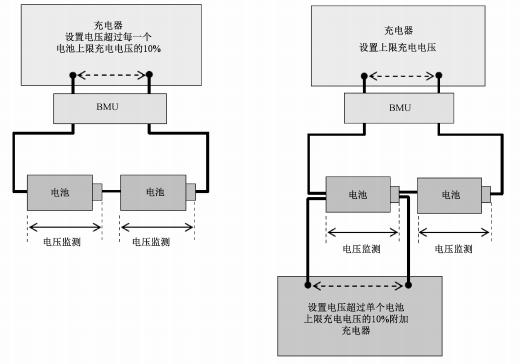 充电器
设置电压超过每一个
电池上限充电电压的10%
BMU
电池
电池
电压监测
电压监测
充电器
设置上限充电电压
BMU
电池
电池
电压监测
电压监测
设置电压超过单个电池
上限充电电压的10%附加
充电器